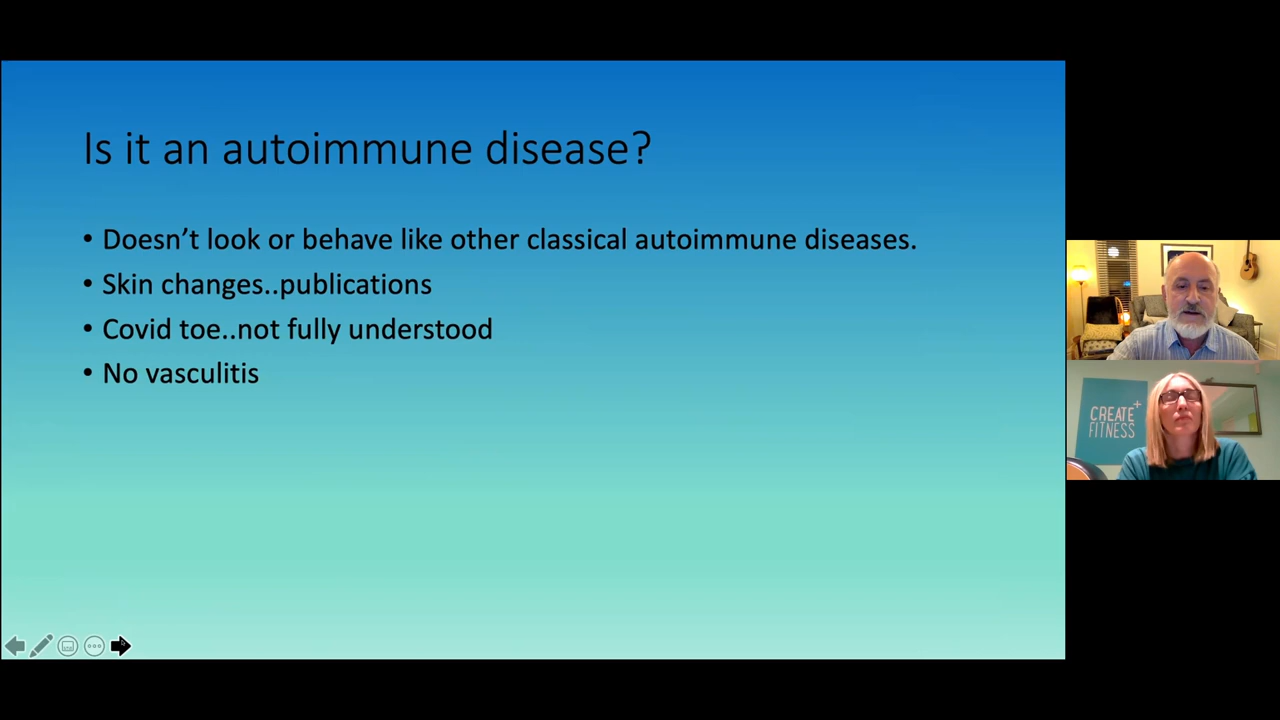 Is it an autoimmune disease?
• Doesn’t look or behave like other classical autoimmune diseases.
• Skin changes..publications
• Covid toe..not fully understood
• No vasculitis
CREATE+
FITNESS